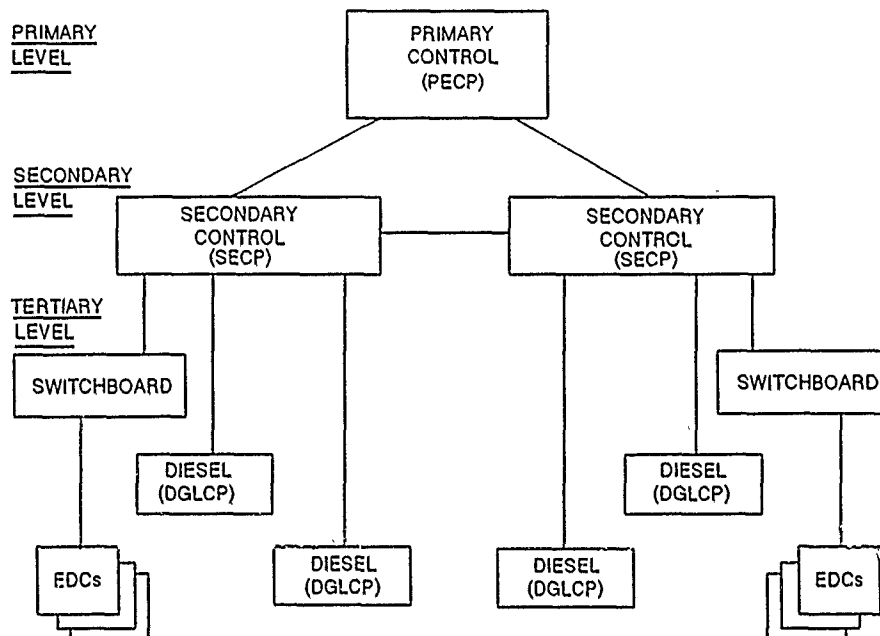 PRIMARY
LEVEL
PRIMARY
CONTROL
(PECP)
SECONDARY
LEVEL
SECONDARY
CONTROL
(SECP)
SECONDARY
CONTROL
(SECP)
TERTIARY
LEVEL
SWITCHBOARD
SWITCHBOARD
DIESEL
(DGLCP)
DIESEL
(DGLCP)
EDCs
DIESEL
(DGLCP)
DIESEL
(DGLCP)
EDCs